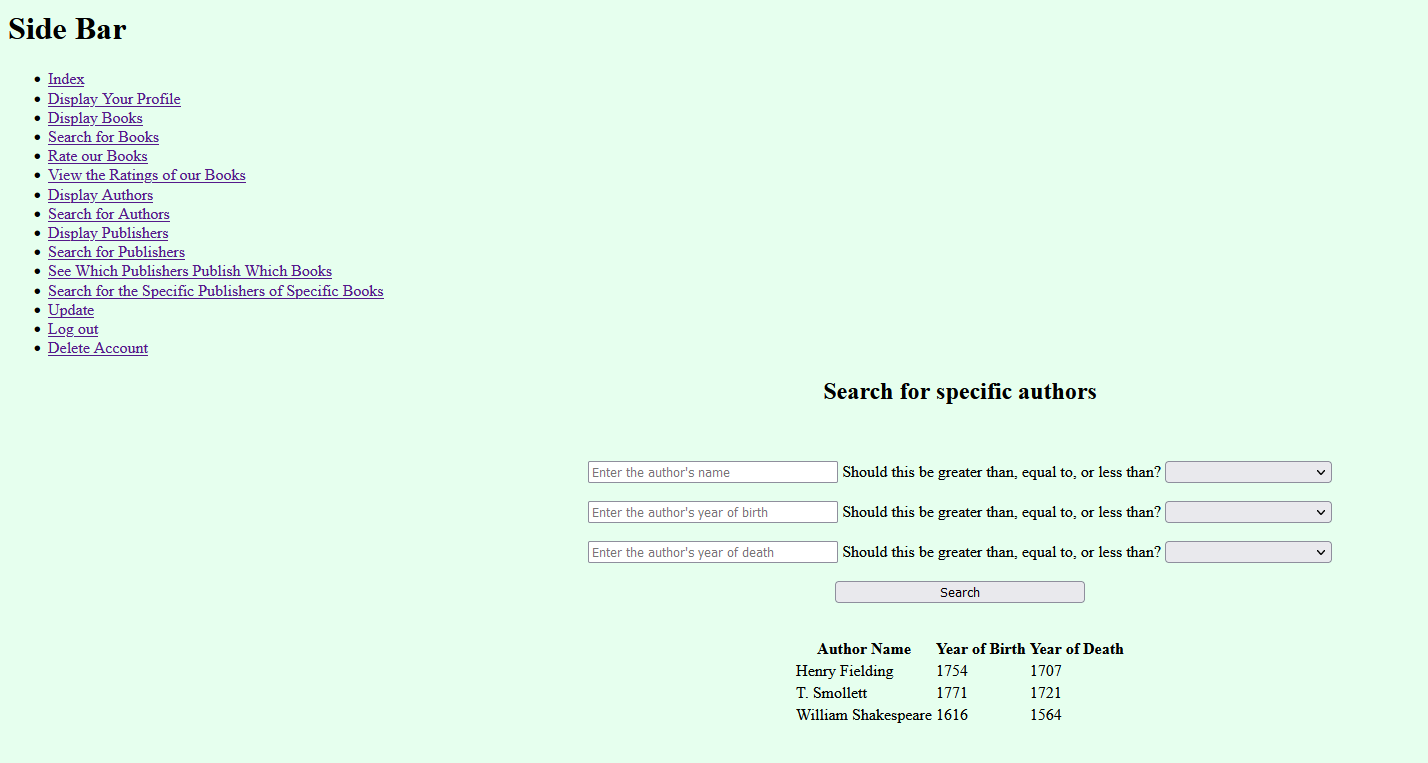 Side Bar
Index
Display Your Profile
Display Books
Search for Books
Rate our Books
View the Ratings of our Books
Display Authors
Search for Authors
Display Publishers
Search for Publishers
See Which Publishers Publish Which Books
Search for the Specific Publishers of Specific Books
Update
Log out
Delete Account
Search for specific authors
Enter the author's name Should this be greater than, equal to, or less than?
Enter the author's year of birth Should this be greater than, equal to, or less than?
Enter the author's year of death Should this be greater than, equal to, or less than?
Search
Author Name Year of Birth Year of Death
Henry Fielding 1754 1707
T. Smollett 1771 1721
William Shakespeare 1616 1564